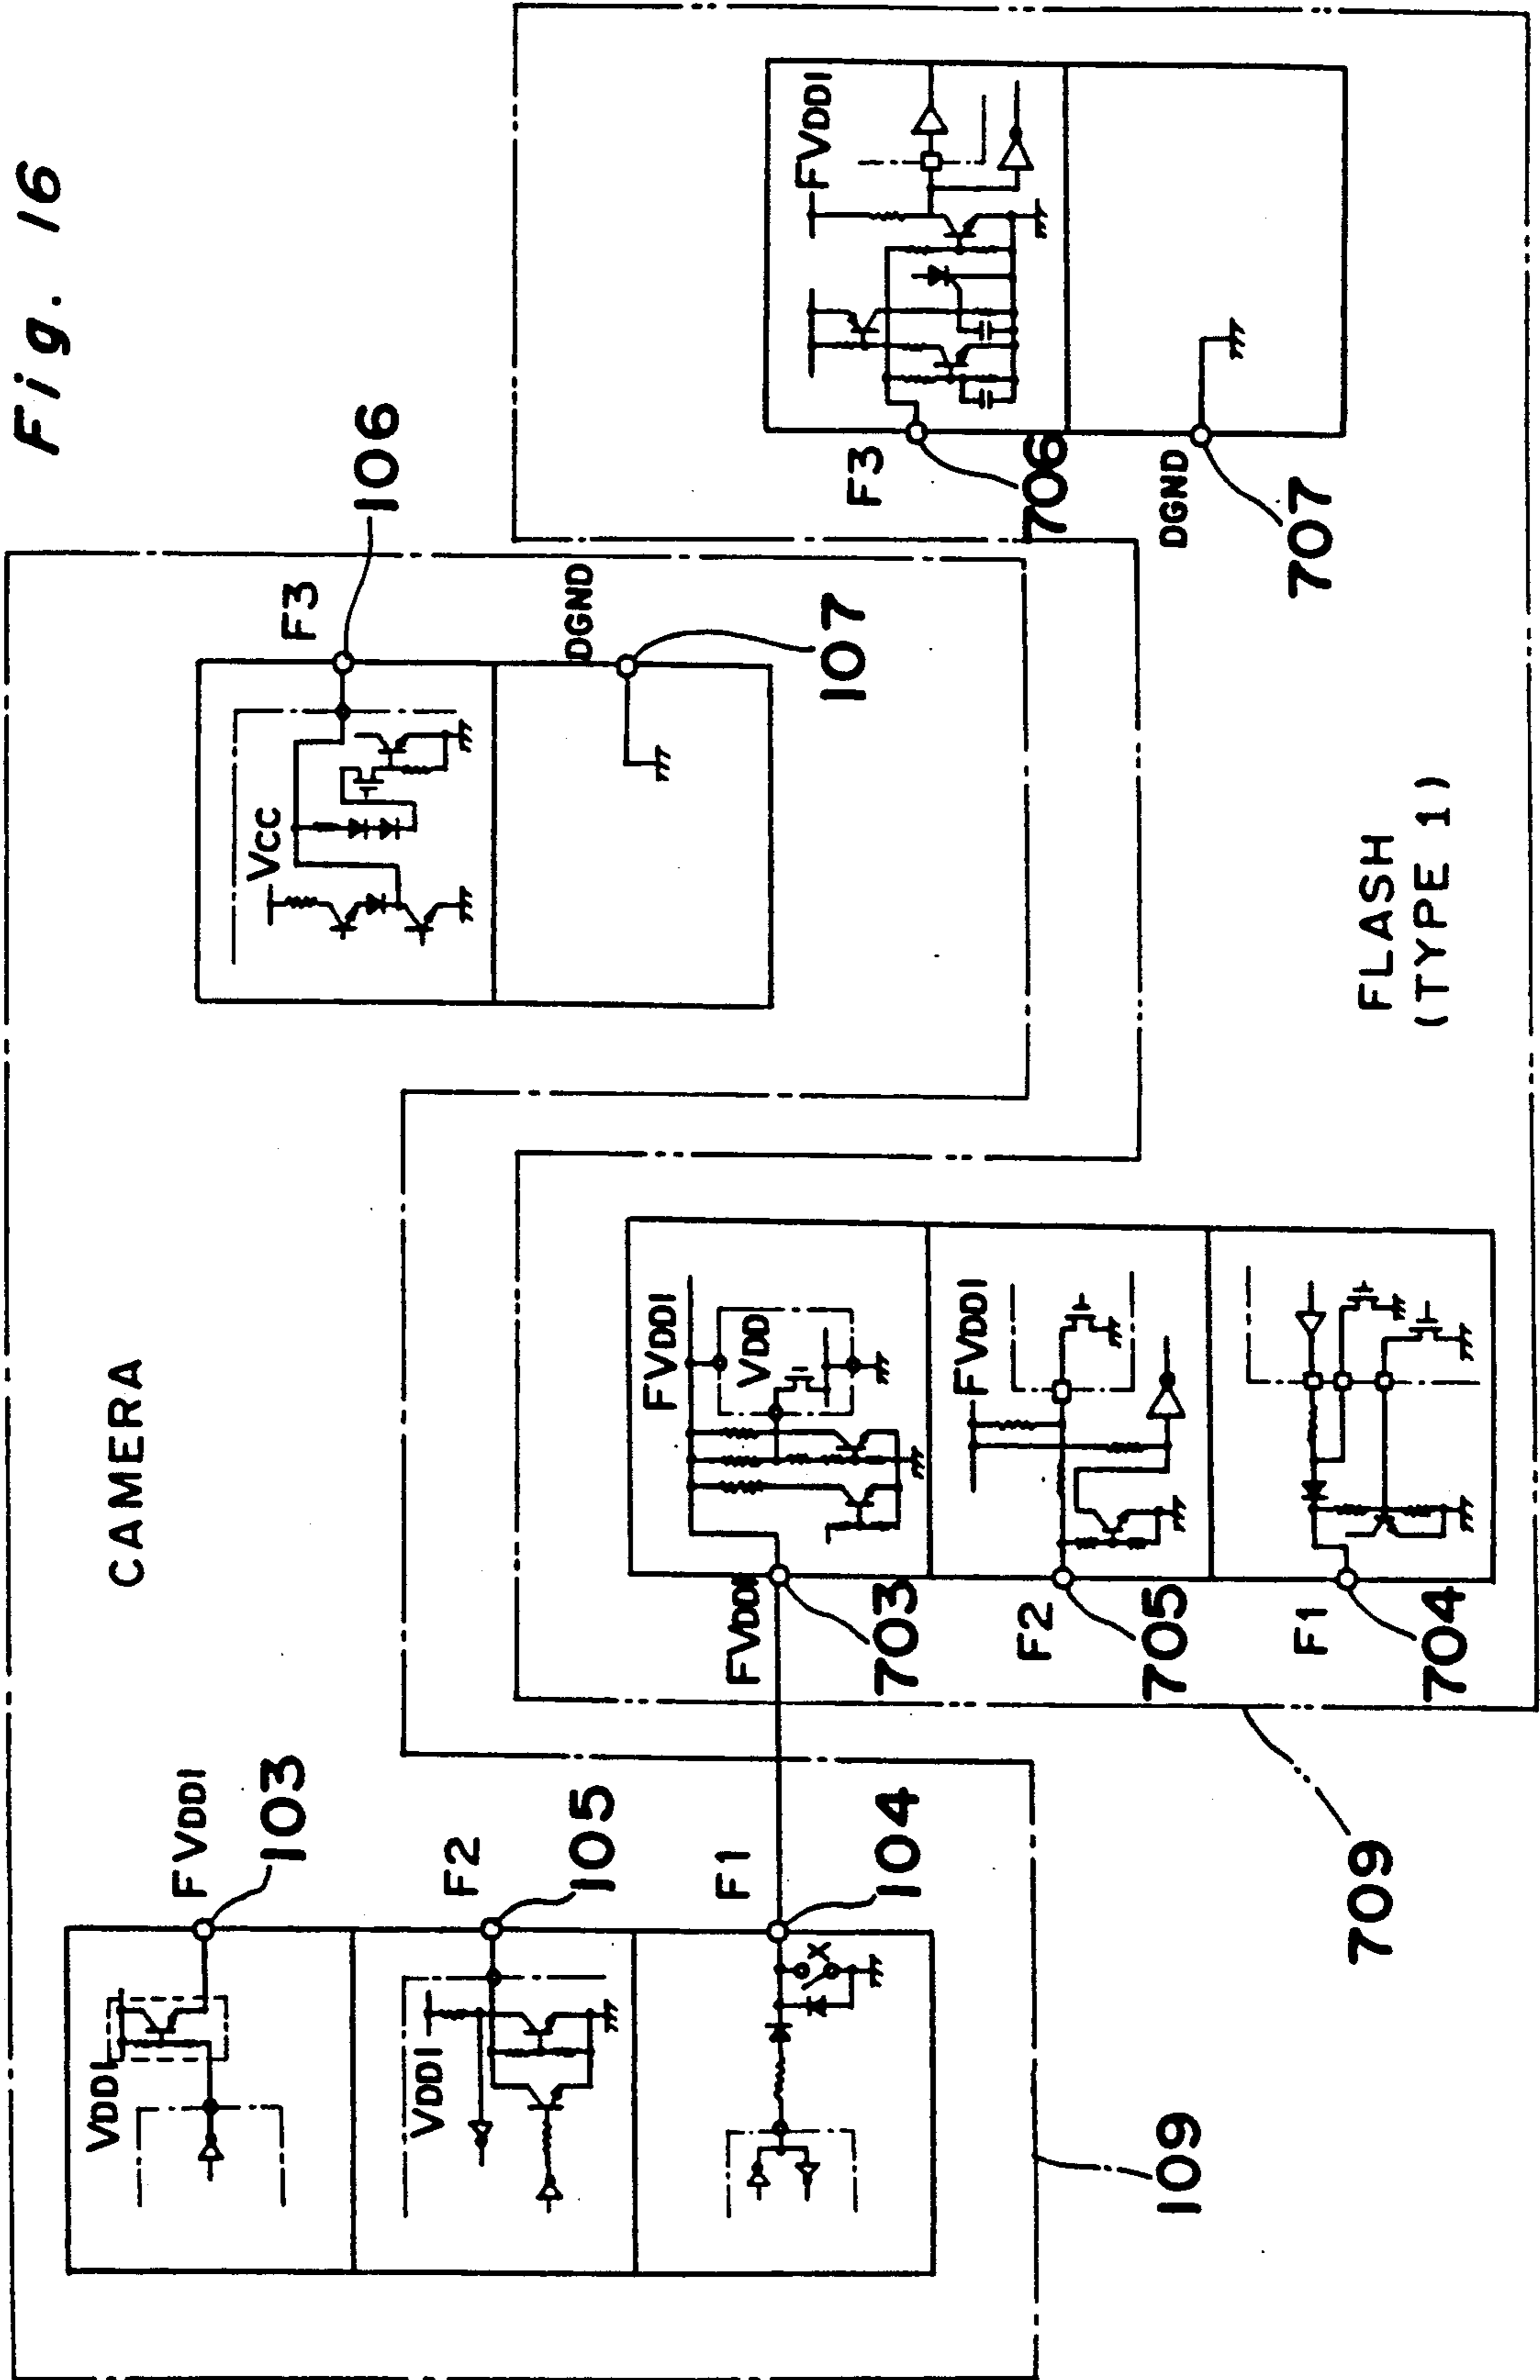 Fig. 16
CAMERA
FVDD1
103
VDD1
F2
105
VDD1
F1
104
X
109
F3
106
VCC
DGND
107
FVDD1
703
FVDD1
VDD
F2
705
FVDD1
F1
704
709
F3
706
FVDD1
DGND
707
FLASH
(TYPE 1)